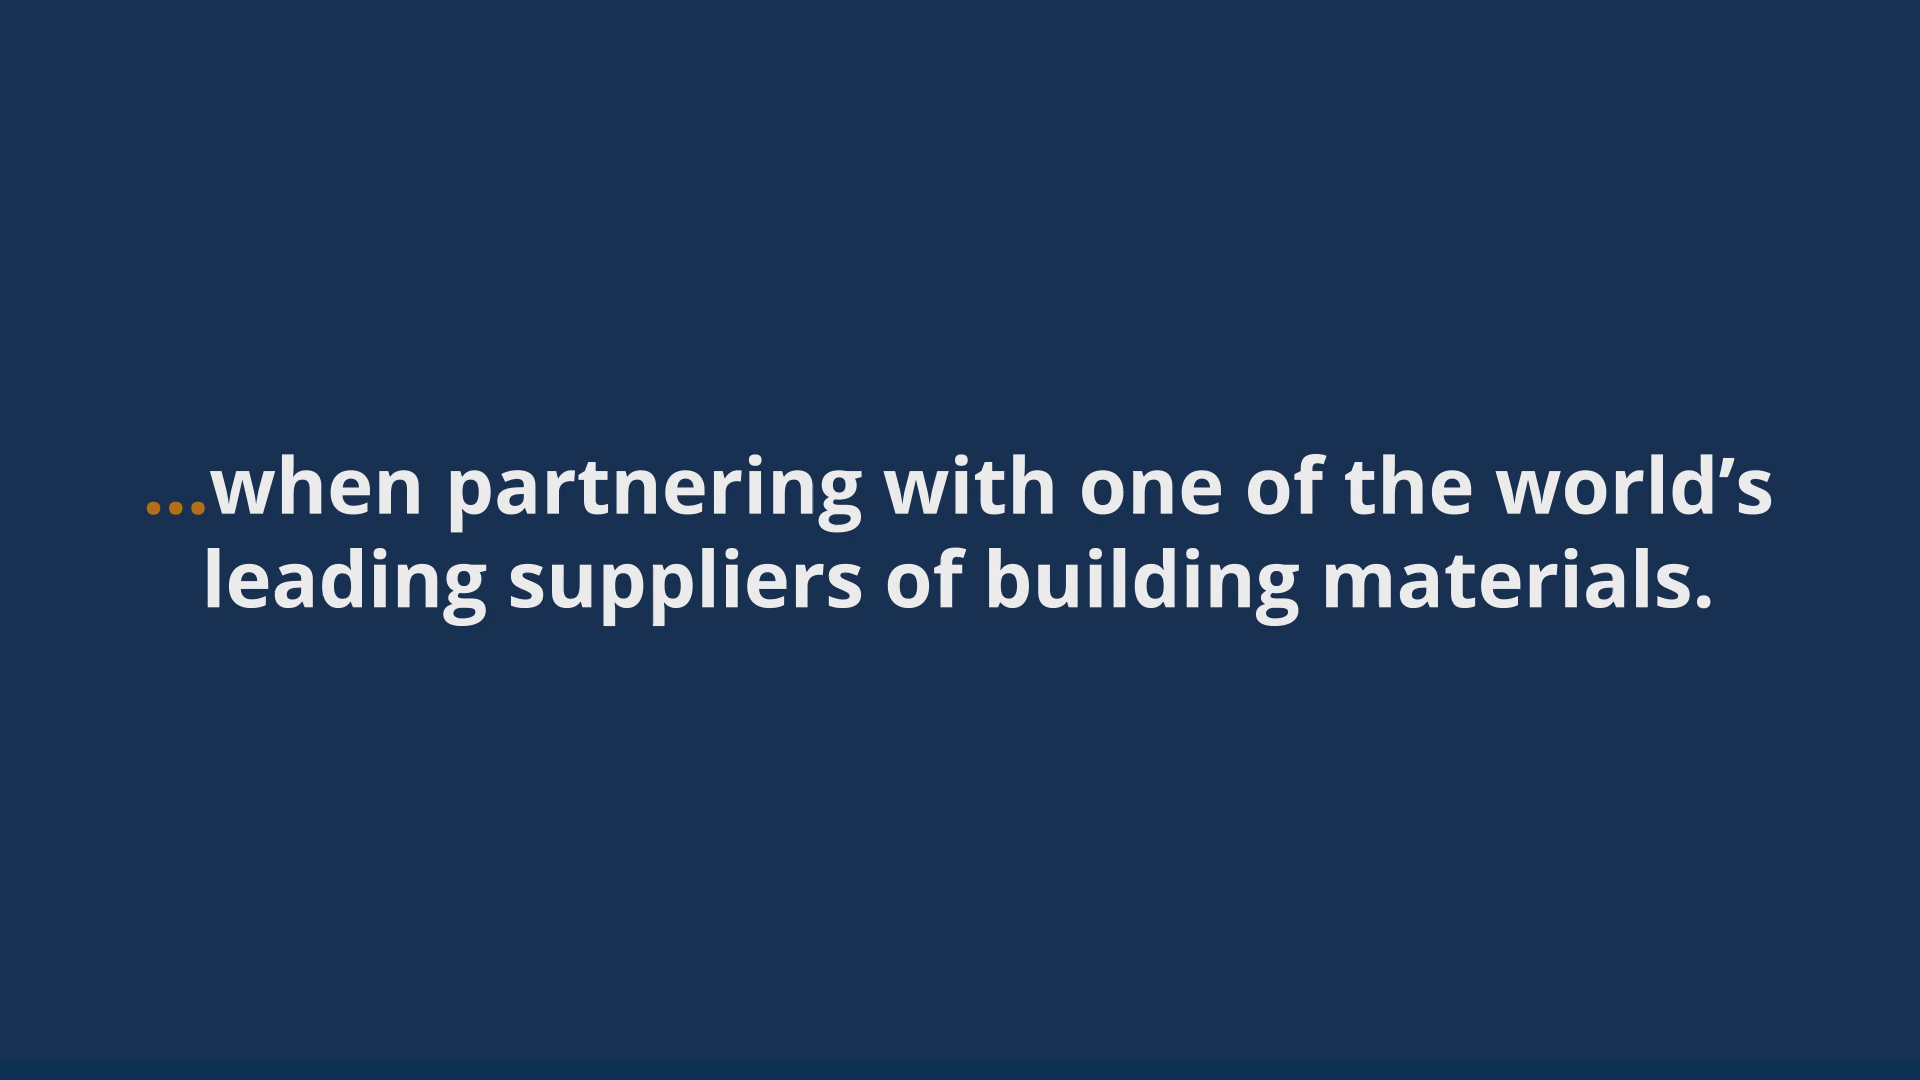 ...when partnering with one of the world’s
leading suppliers of building materials.